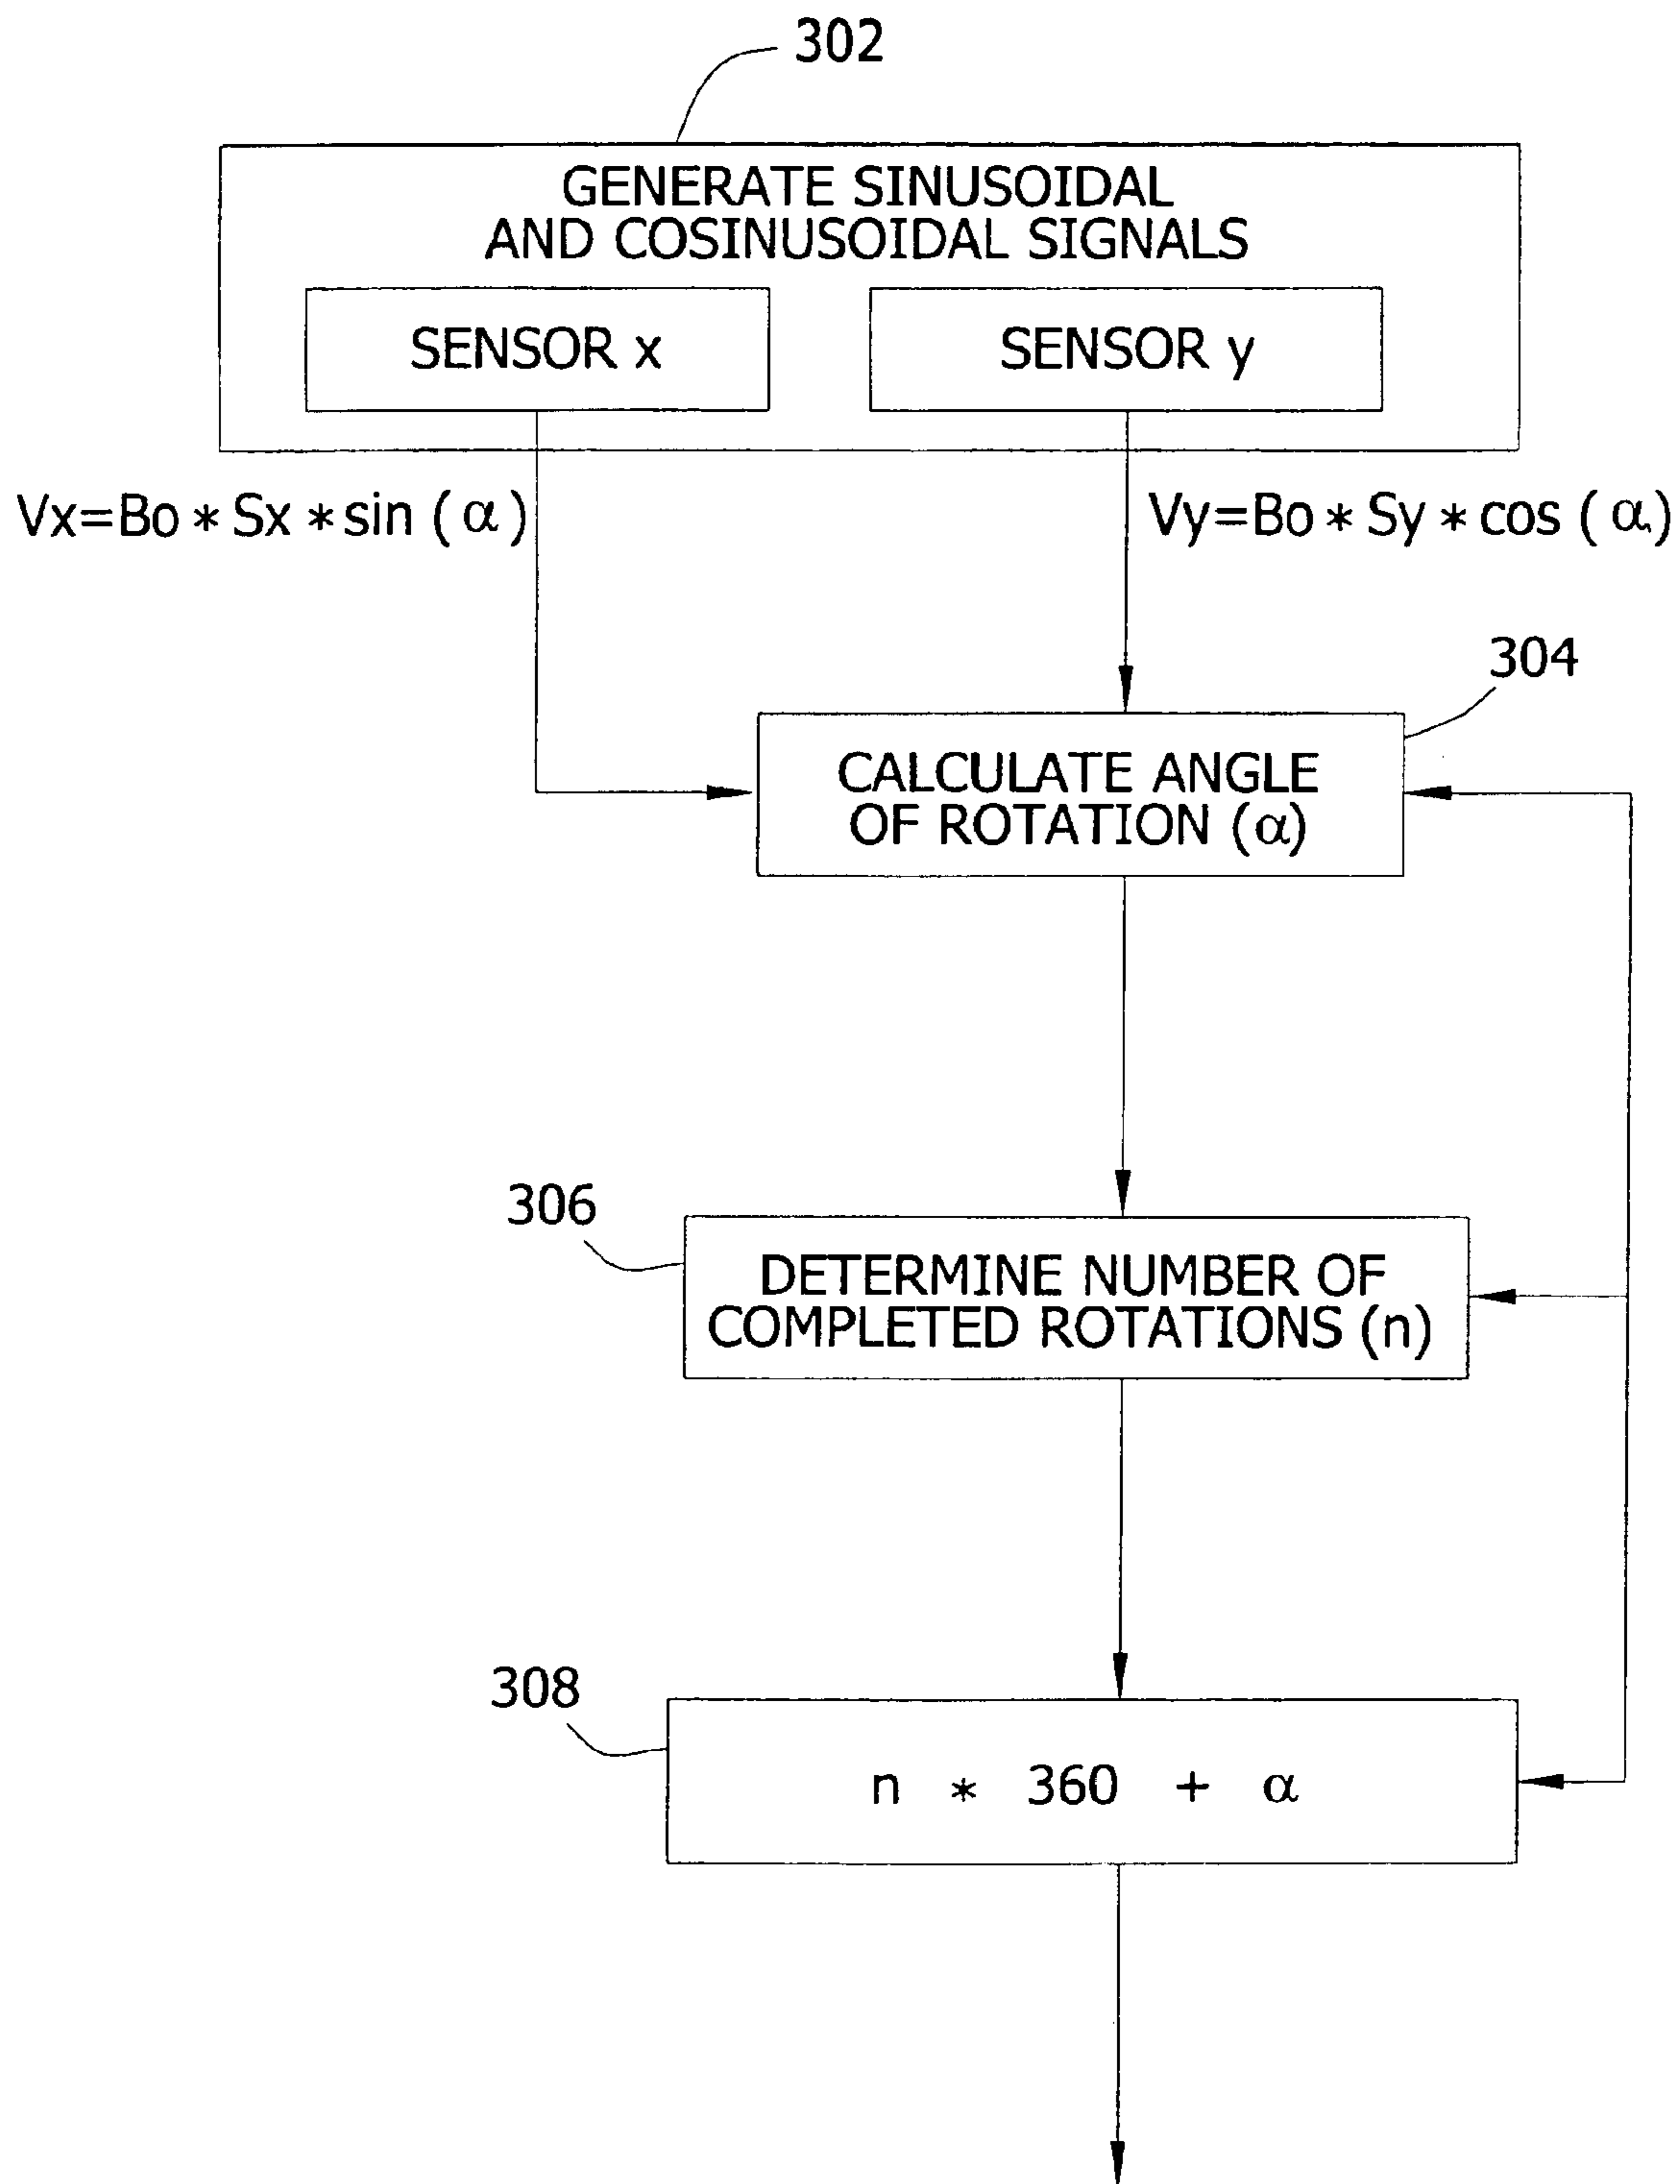 302
GENERATE SINUSOIDAL
AND COSINUSOIDAL SIGNALS
SENSOR x
SENSOR y
Vx=Bo * Sx * sin (α)
Vy=Bo * Sy * cos (α)
304
CALCULATE ANGLE
OF ROTATION (α)
306
DETERMINE NUMBER OF
COMPLETED ROTATIONS (n)
308
n * 360 + α